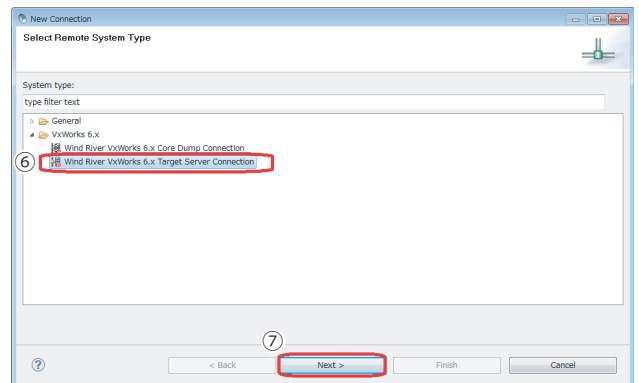 New Connection
Select Remote System Type
System type:
type filter text
General
VxWorks 6.x
Wind River VxWorks 6.x Core Dump Connection
⑥ Wind River VxWorks 6.x Target Server Connection
⑦
? < Back Next > Finish Cancel